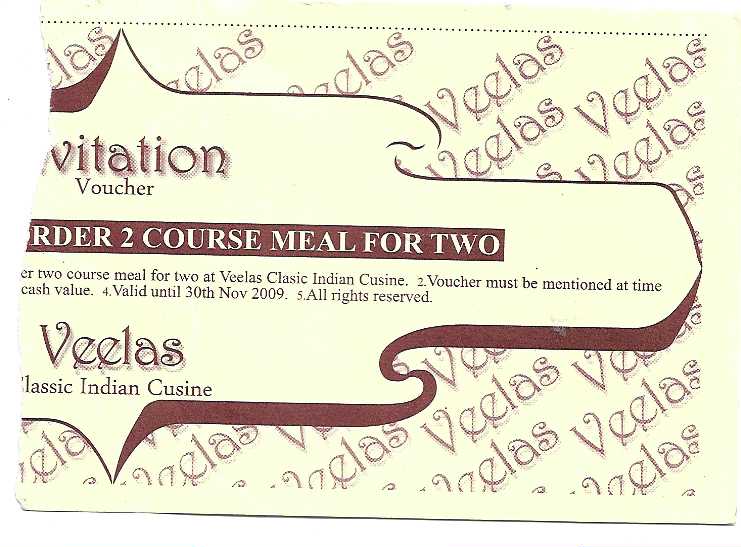 vitation
Voucher
RDER 2 COURSE MEAL FOR TWO
er two course meal for two at Veelas Clasic Indian Cusine. 2.Voucher must be mentioned at time
cash value. 4.Valid until 30th Nov 2009. 5.All rights reserved.
Veelas
lassic Indian Cusine